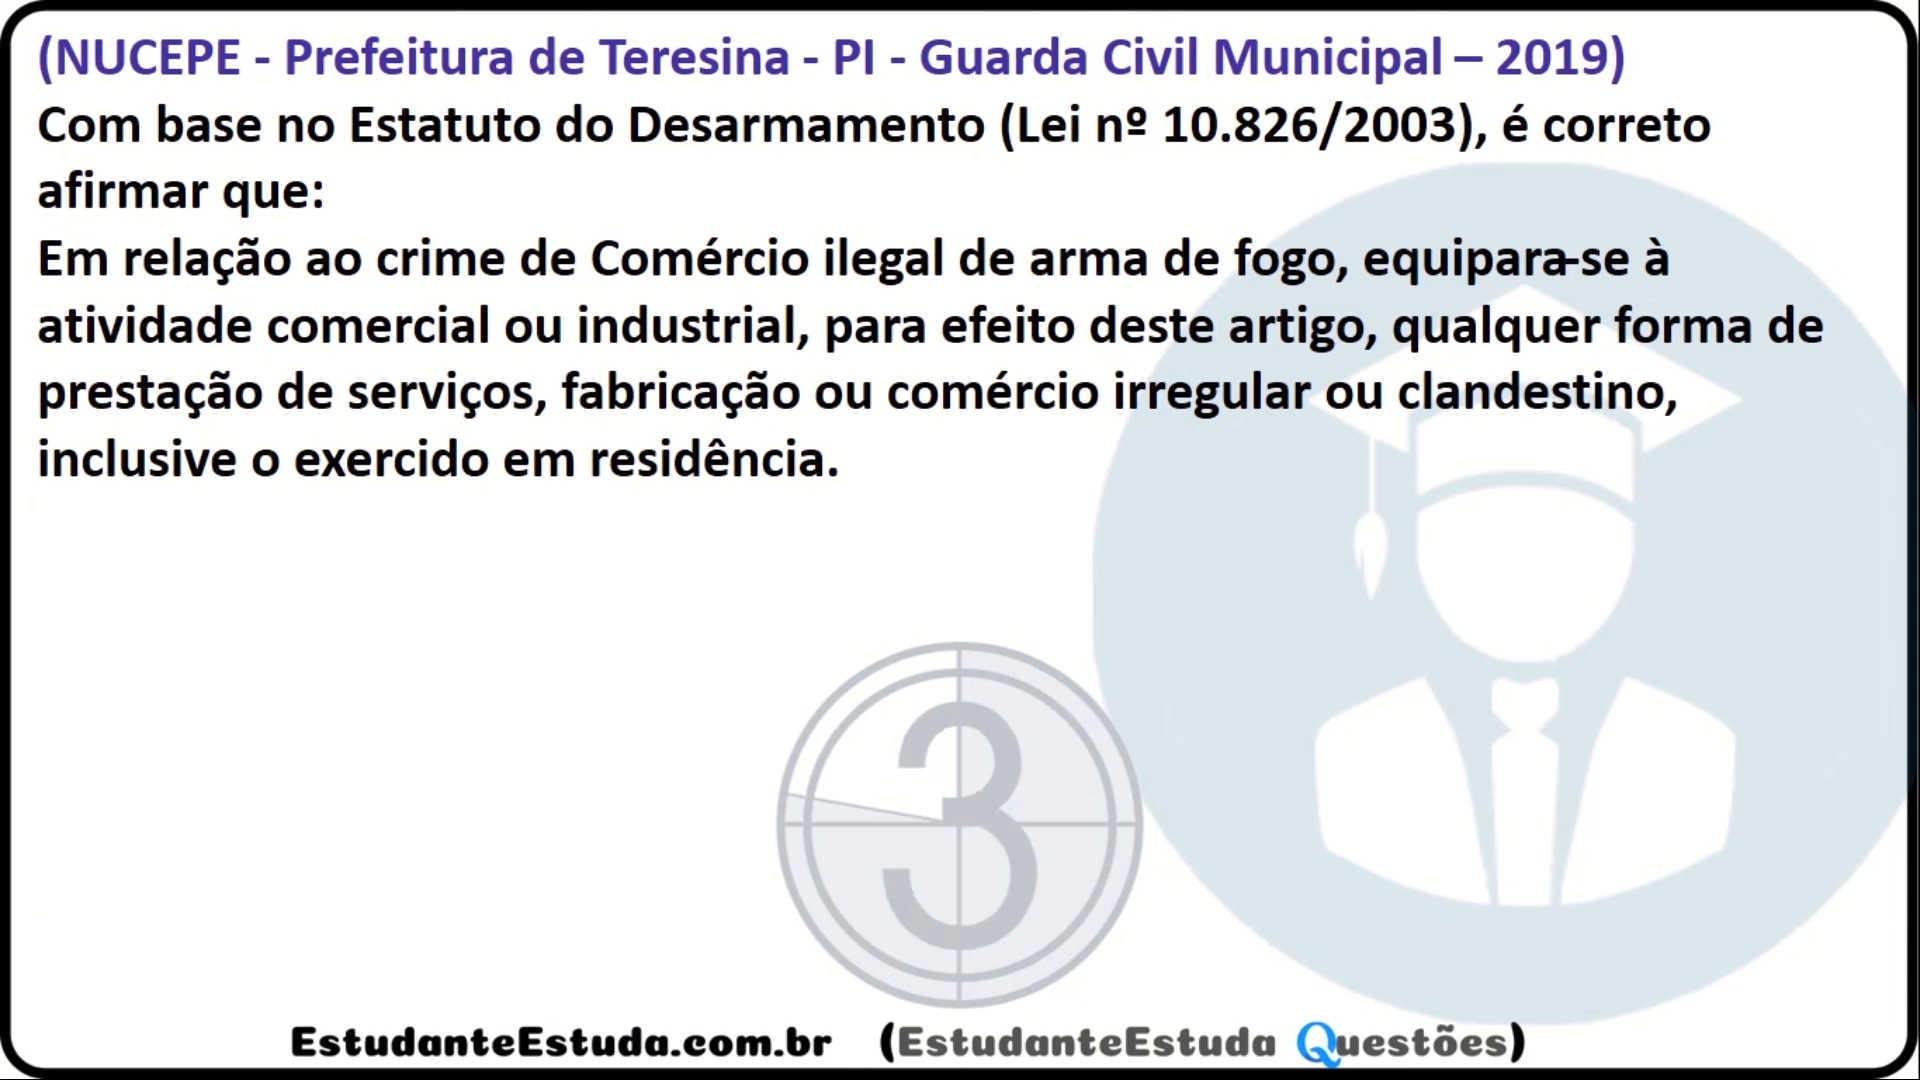 (NUCEPE - Prefeitura de Teresina - PI - Guarda Civil Municipal – 2019)
Com base no Estatuto do Desarmamento (Lei nº 10.826/2003), é correto
afirmar que:
Em relação ao crime de Comércio ilegal de arma de fogo, equipara-se à
atividade comercial ou industrial, para efeito deste artigo, qualquer forma de
prestação de serviços, fabricação ou comércio irregular ou clandestino,
inclusive o exercido em residência.
3
EstudanteEstuda.com.br (EstudanteEstuda Questões)